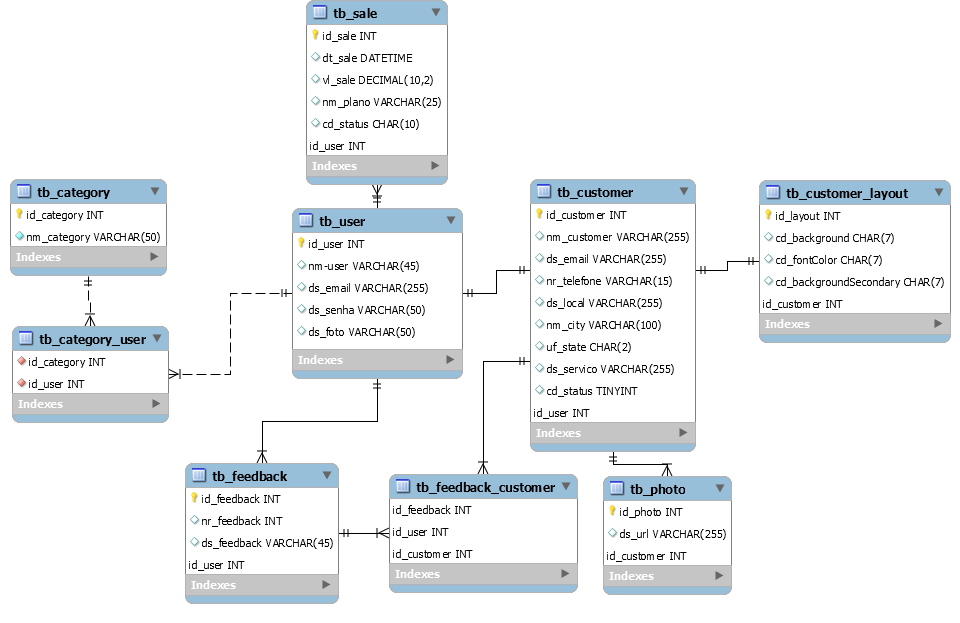 tb_sale
id_sale INT
dt_sale DATETIME
vl_sale DECIMAL(10,2)
nm_plano VARCHAR(25)
cd_status CHAR(10)
id_user INT
Indexes
tb_category
id_category INT
nm_category VARCHAR(50)
Indexes
tb_user
id_user INT
nm-user VARCHAR(45)
ds_email VARCHAR(255)
ds_senha VARCHAR(50)
ds_foto VARCHAR(50)
Indexes
tb_customer
id_customer INT
nm_customer VARCHAR(255)
ds_email VARCHAR(255)
nr_telefone VARCHAR(15)
ds_local VARCHAR(255)
nm_city VARCHAR(100)
uf_state CHAR(2)
ds_servico VARCHAR(255)
cd_status TINYINT
id_user INT
Indexes
tb_customer_layout
id_layout INT
cd_background CHAR(7)
cd_fontColor CHAR(7)
cd_backgroundSecondary CHAR(7)
id_customer INT
Indexes
tb_category_user
id_category INT
id_user INT
Indexes
tb_feedback
id_feedback INT
nr_feedback INT
ds_feedback VARCHAR(45)
id_user INT
Indexes
tb_feedback_customer
id_feedback INT
id_user INT
id_customer INT
Indexes
tb_photo
id_photo INT
ds_url VARCHAR(255)
id_customer INT
Indexes